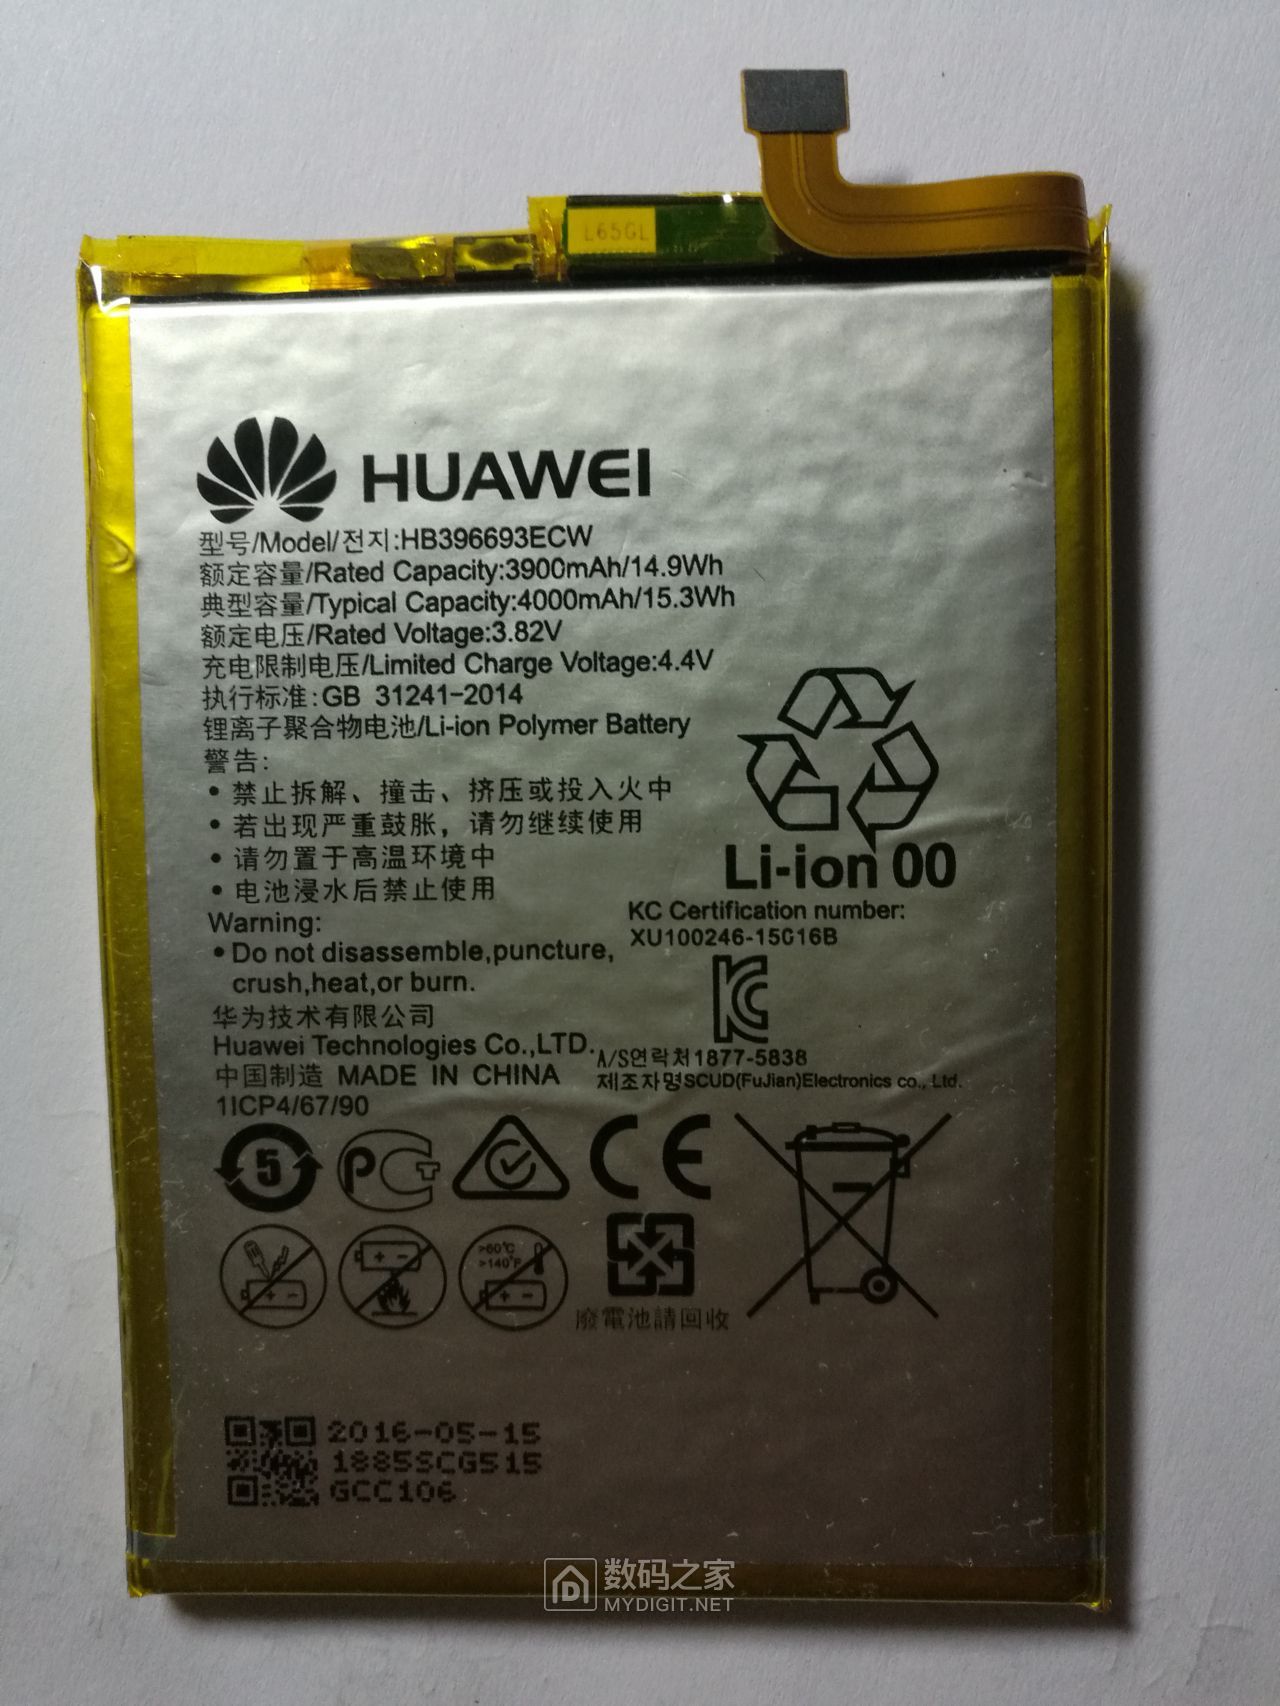 L65GL
HUAWEI
型号/Model/전지:HB396693ECW
额定容量/Rated Capacity:3900mAh/14.9Wh
典型容量/Typical Capacity:4000mAh/15.3Wh
额定电压/Rated Voltage:3.82V
充电限制电压/Limited Charge Voltage:4.4V
执行标准:GB 31241-2014
锂离子聚合物电池/Li-ion Polymer Battery
警告:
• 禁止拆解、撞击、挤压或投入火中
• 若出现严重鼓胀，请勿继续使用
• 请勿置于高温环境中
• 电池浸水后禁止使用
Li-ion 00
Warning:
• Do not disassemble,puncture,
crush,heat,or burn.
KC Certification number:
XU100246-15016B
华为技术有限公司
Huawei Technologies Co.,LTD.
中国制造 MADE IN CHINA
1ICP4/67/90
A/S연락처1877-5838
제조자명SCUD(FuJian)Electronics co., Ltd.
5
PCT
CE
>60°C
>140°F
廢電池請回收
2016-05-15
1885SCG515
GCC106
数码之家
MYDIGIT.NET